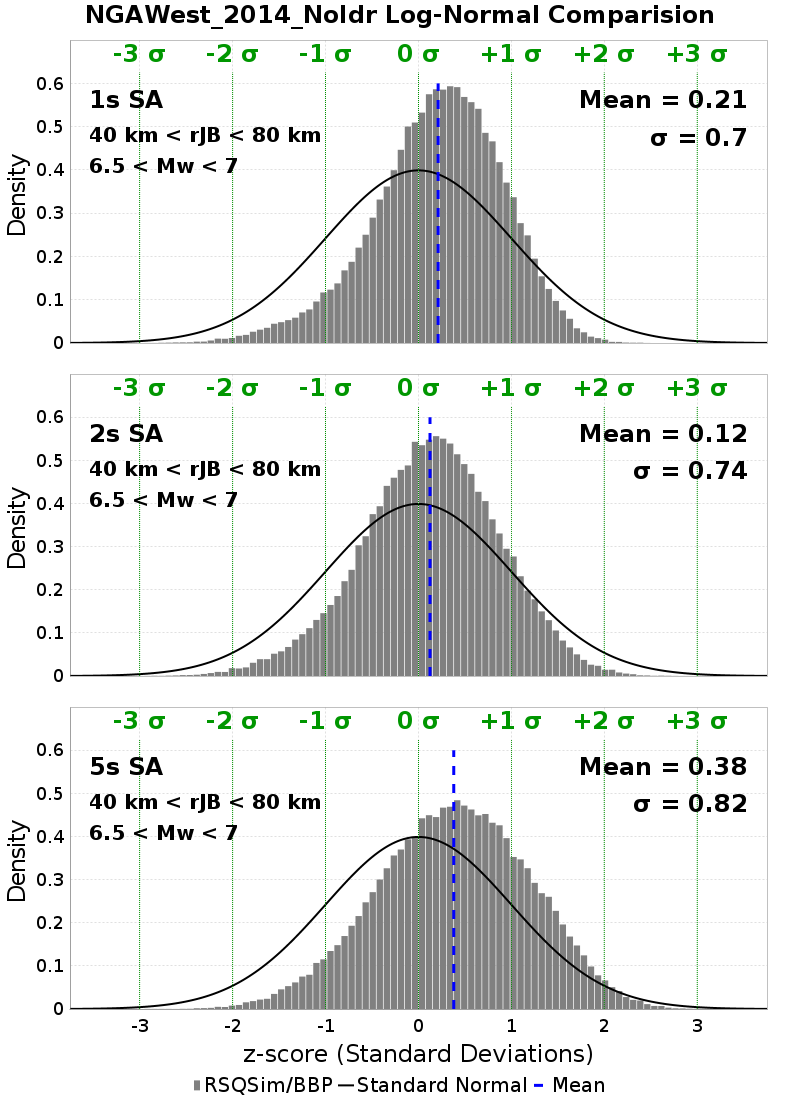 NGAWest_2014_NoIdr Log-Normal Comparision
-3 σ -2 σ -1 σ 0 σ +1 σ +2 σ +3 σ
0.6
1s SA Mean = 0.21
0.5
40 km < rJB < 80 km σ = 0.7
0.4
6.5 < Mw < 7
0.3
0.2
0.1
0
Density
-3 σ -2 σ -1 σ 0 σ +1 σ +2 σ +3 σ
0.6
2s SA Mean = 0.12
0.5
40 km < rJB < 80 km σ = 0.74
0.4
6.5 < Mw < 7
0.3
0.2
0.1
0
Density
-3 σ -2 σ -1 σ 0 σ +1 σ +2 σ +3 σ
0.6
5s SA Mean = 0.38
0.5
40 km < rJB < 80 km σ = 0.82
0.4
6.5 < Mw < 7
0.3
0.2
0.1
0
Density
-3 -2 -1 0 1 2 3
z-score (Standard Deviations)
RSQSim/BBP Standard Normal Mean